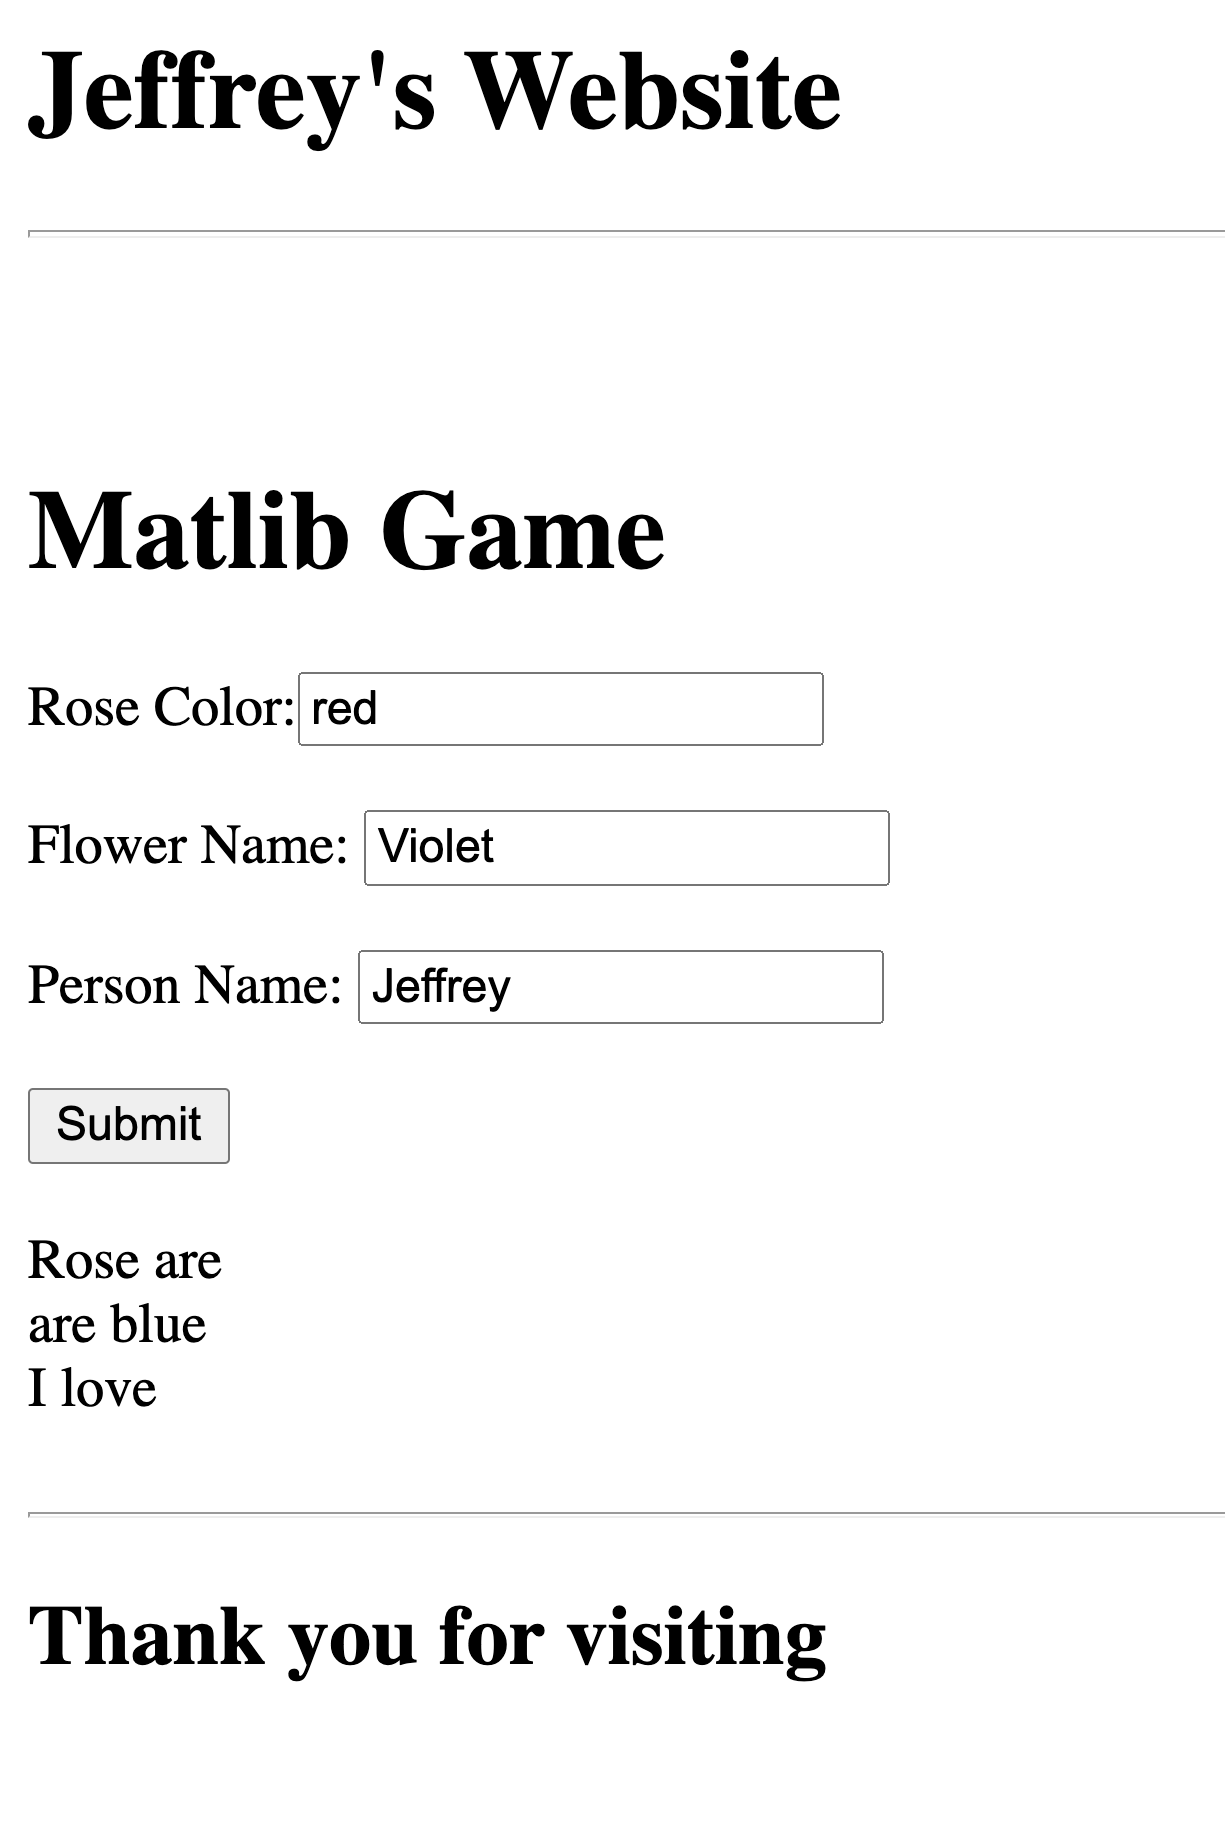 Jeffrey's Website
Matlib Game
Rose Color: red
Flower Name: Violet
Person Name: Jeffrey
Submit
Rose are
are blue
I love
Thank you for visiting